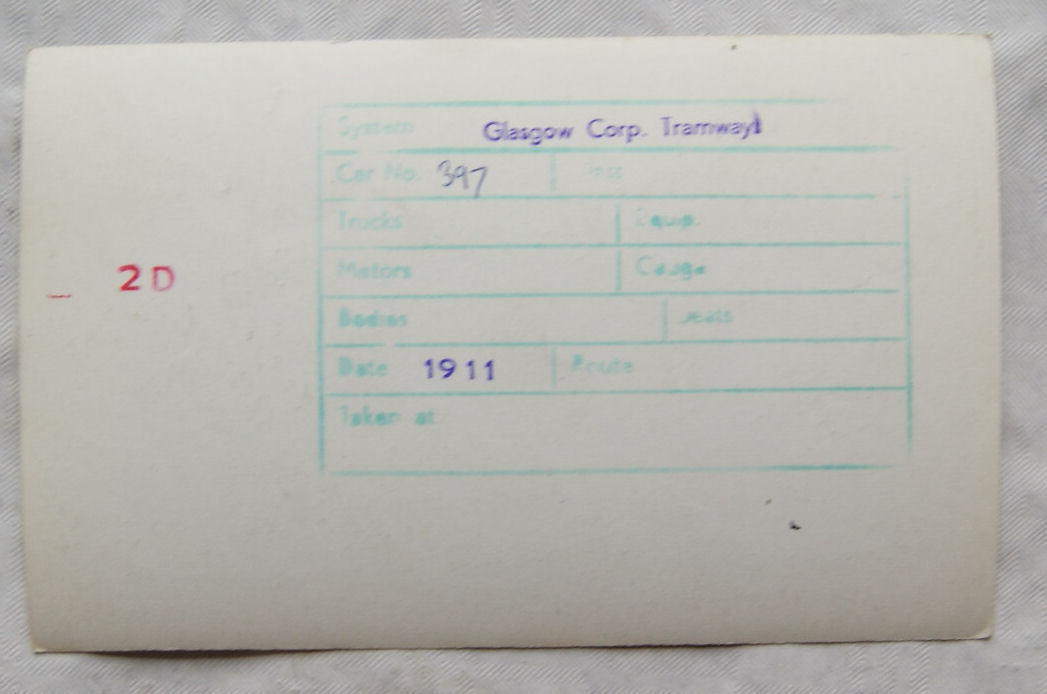 System Glasgow Corp. Tramways
Car No. 397
Trucks Equip.
Motors Gauge
2D
Bodies Seats
Date 1911 Route
Taken at